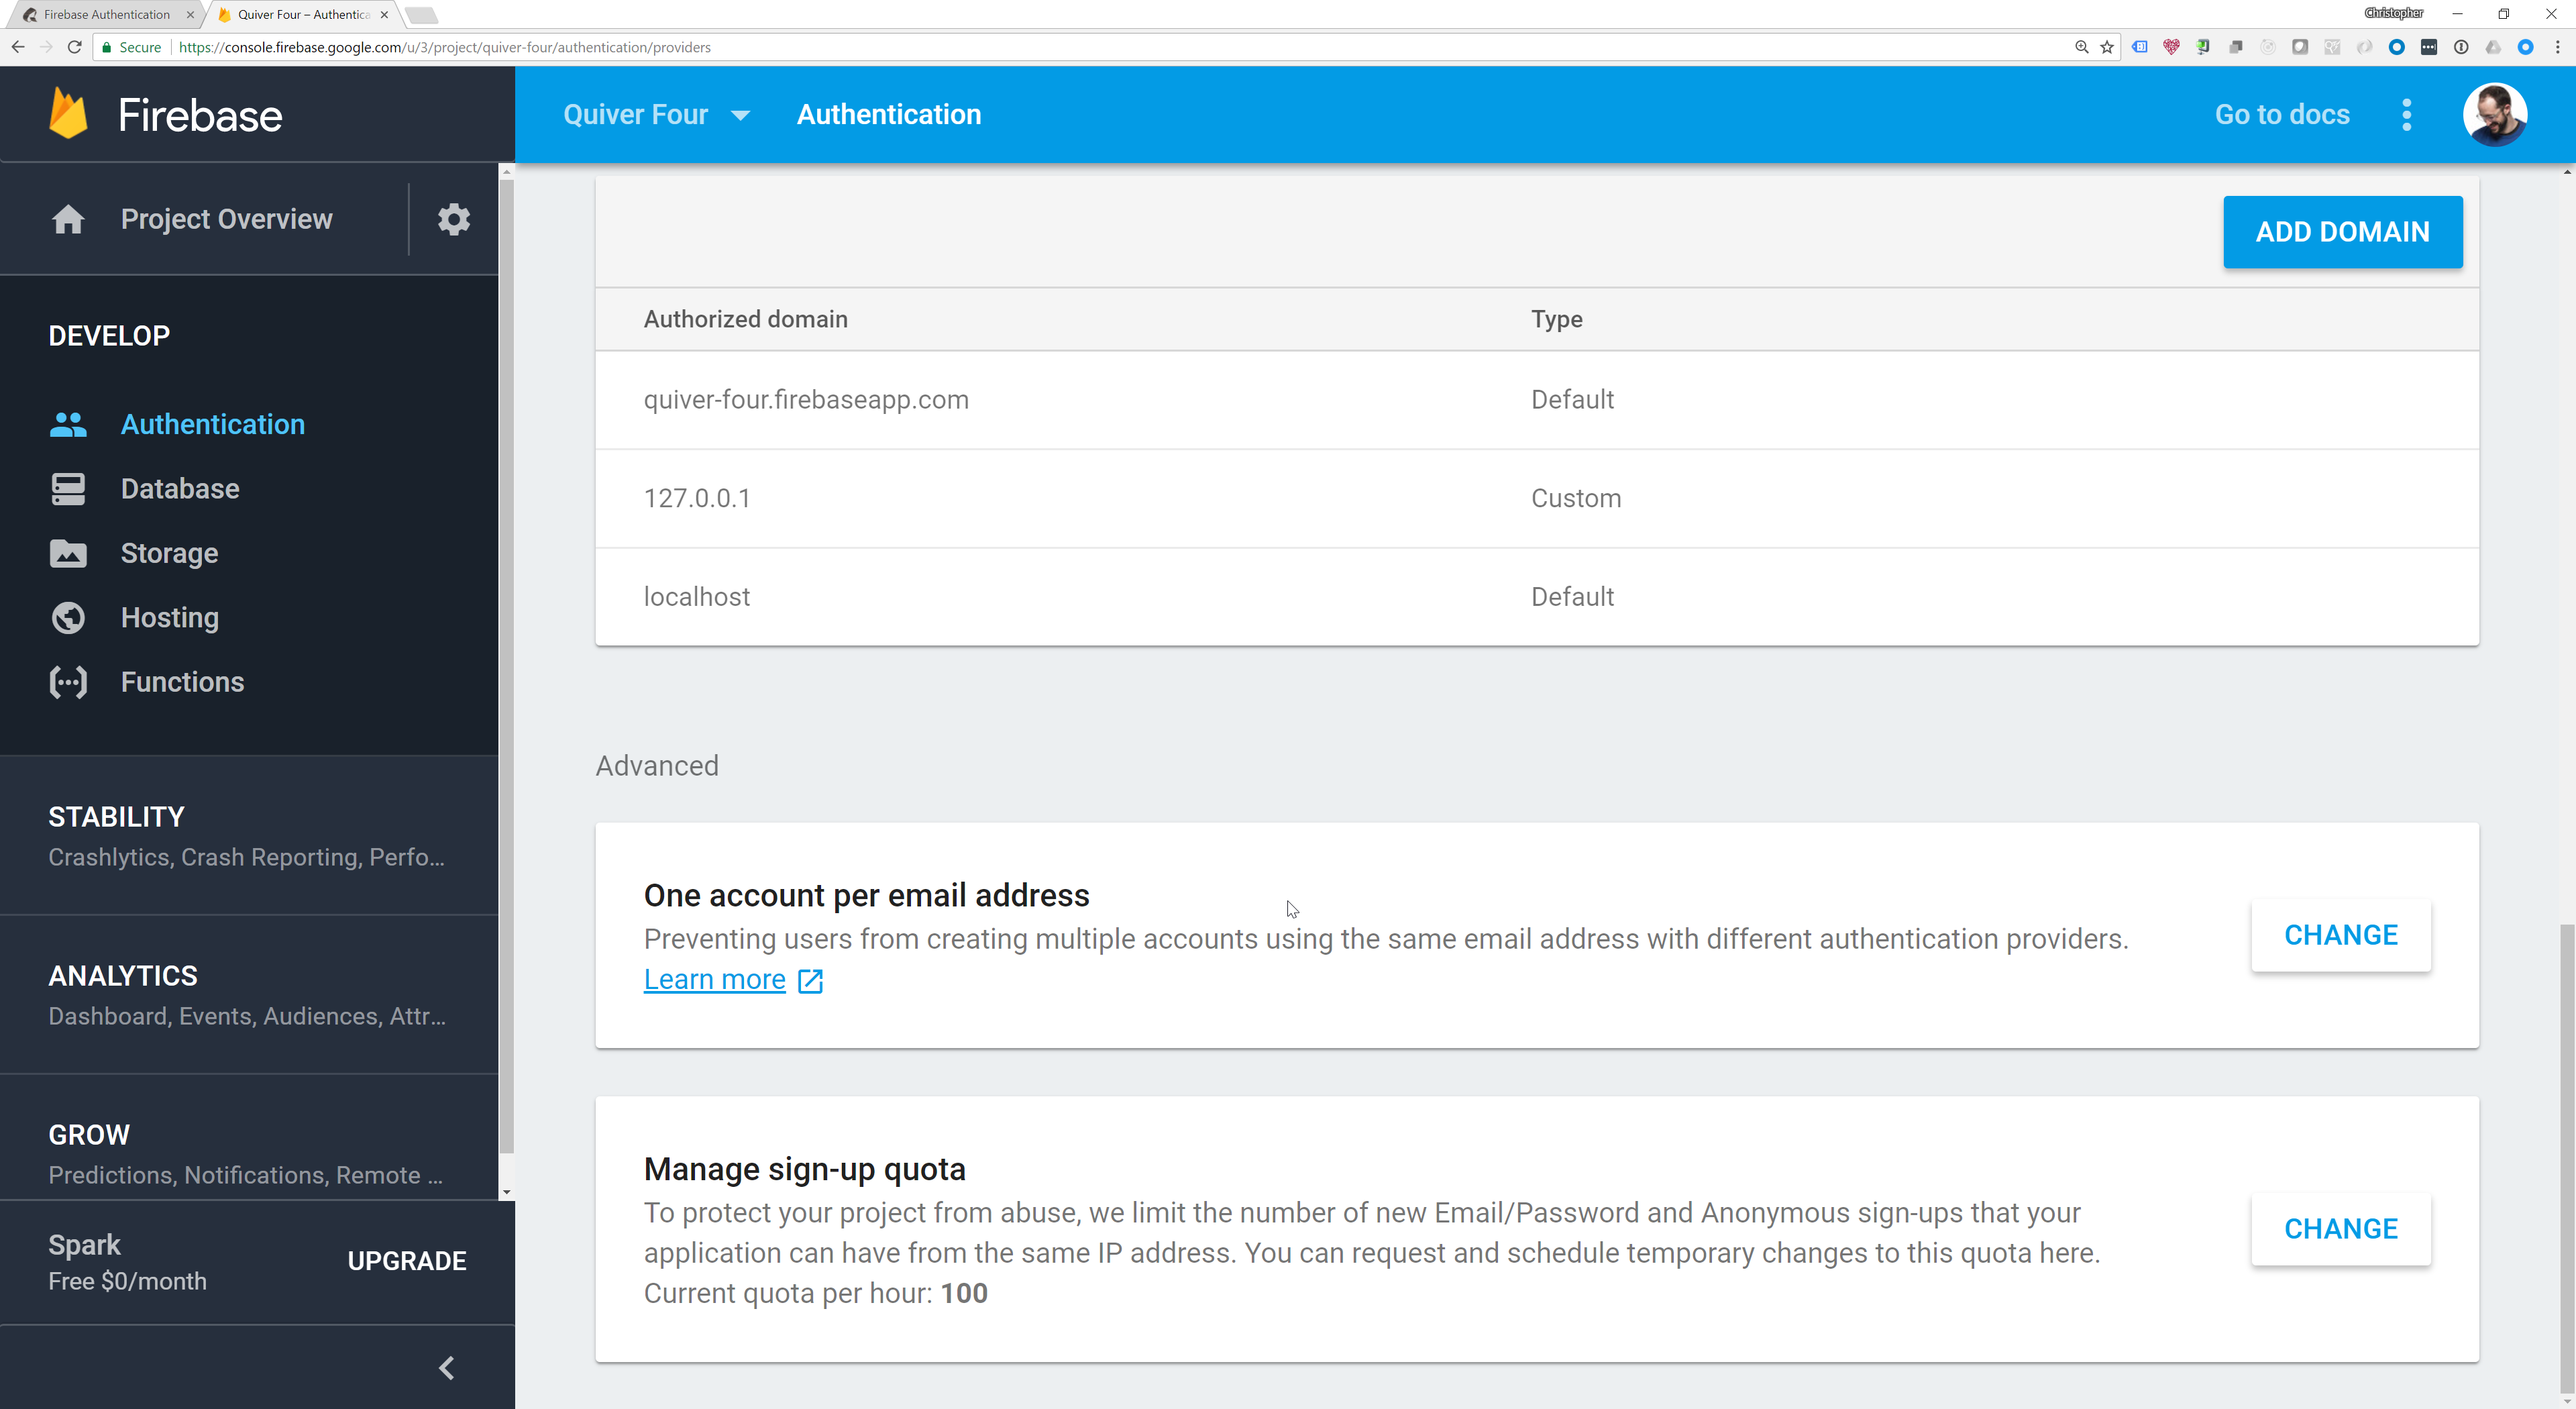 Firebase Authentication
Quiver Four – Authentica
Christopher
Secure
https://console.firebase.google.com/u/3/project/quiver-four/authentication/providers
Firebase
Quiver Four
Authentication
Go to docs
Project Overview
ADD DOMAIN
Authorized domain
Type
DEVELOP
quiver-four.firebaseapp.com
Default
Authentication
Database
127.0.0.1
Custom
Storage
localhost
Default
Hosting
Functions
Advanced
STABILITY
Crashlytics, Crash Reporting, Perfo...
One account per email address
Preventing users from creating multiple accounts using the same email address with different authentication providers.
Learn more
CHANGE
ANALYTICS
Dashboard, Events, Audiences, Attr...
GROW
Predictions, Notifications, Remote ...
Manage sign-up quota
To protect your project from abuse, we limit the number of new Email/Password and Anonymous sign-ups that your
application can have from the same IP address. You can request and schedule temporary changes to this quota here.
Current quota per hour: 100
CHANGE
Spark
Free $0/month
UPGRADE